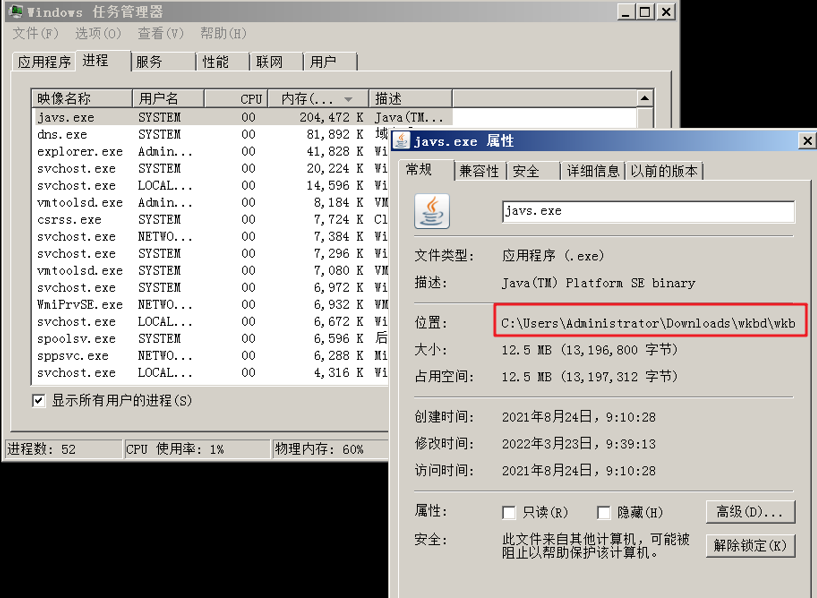 Windows 任务管理器
文件(F) 选项(O) 查看(V) 帮助(H)
应用程序 进程 服务 性能 联网 用户
映像名称 用户名 CPU 内存(... 描述
javs.exe SYSTEM 00 204,472 K Java(TM...
dns.exe SYSTEM 00 81,892 K 域
explorer.exe Admin... 00 41,828 K Wi
svchost.exe SYSTEM 00 20,224 K Wi
svchost.exe LOCAL... 00 14,596 K Wi
vmtoolsd.exe Admin... 00 8,184 K VM
csrss.exe SYSTEM 00 7,724 K Cl
svchost.exe NETWO... 00 7,384 K Wi
svchost.exe SYSTEM 00 7,296 K Wi
vmtoolsd.exe SYSTEM 00 7,080 K VM
svchost.exe SYSTEM 00 6,972 K Wi
WmiPrvSE.exe NETWO... 00 6,932 K WM
svchost.exe LOCAL... 00 6,672 K Wi
spoolsv.exe SYSTEM 00 6,596 K 后
sppsvc.exe NETWO... 00 6,288 K Mi
svchost.exe LOCAL... 00 4,316 K Wi
显示所有用户的进程(S)
进程数: 52 CPU 使用率: 1% 物理内存: 60%
javs.exe 属性
常规 兼容性 安全 详细信息 以前的版本
javs.exe
文件类型: 应用程序 (.exe)
描述: Java(TM) Platform SE binary
位置: C:\Users\Administrator\Downloads\wkbd\wkb
大小: 12.5 MB (13,196,800 字节)
占用空间: 12.5 MB (13,197,312 字节)
创建时间: 2021年8月24日，9:10:28
修改时间: 2022年3月23日，9:39:13
访问时间: 2021年8月24日，9:10:28
属性: 只读(R) 隐藏(H) 高级(D)...
安全: 此文件来自其他计算机，可能被
阻止以帮助保护该计算机。 解除锁定(K)